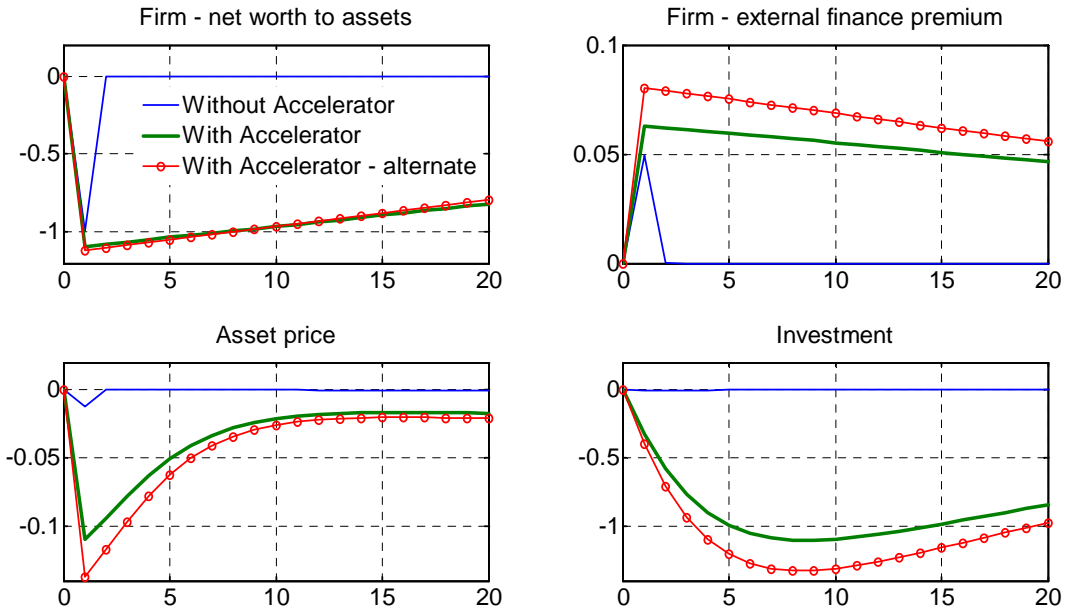 Firm - net worth to assets
0
-0.5
-1
0 5 10 15 20
Without Accelerator
With Accelerator
With Accelerator - alternate
Firm - external finance premium
0.1
0.05
0
0 5 10 15 20
Asset price
0
-0.05
-0.1
0 5 10 15 20
Investment
0
-0.5
-1
0 5 10 15 20